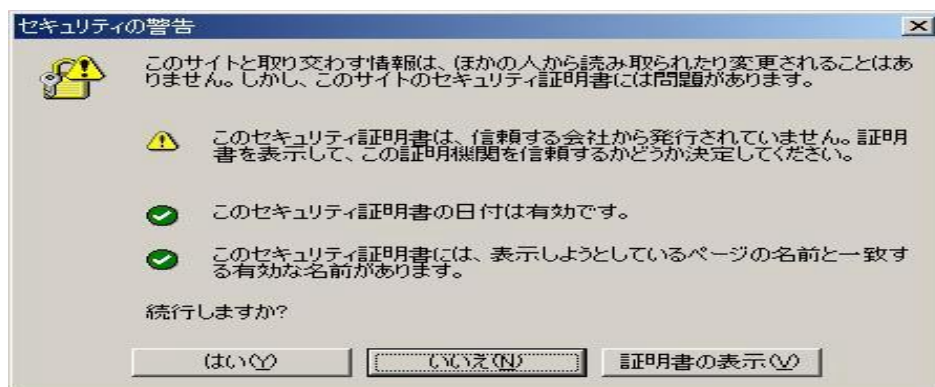 セキュリティの警告
このサイトと取り交わす情報は、ほかの人から読み取られたり変更されることはあ
りません。しかし、このサイトのセキュリティ証明書には問題があります。
このセキュリティ証明書は、信頼する会社から発行されていません。証明
書を表示して、この証明機関を信頼するかどうか決定してください。
このセキュリティ証明書の日付は有効です。
このセキュリティ証明書には、表示しようとしているページの名前と一致す
る有効な名前があります。
続行しますか?
はい(Y) いいえ(N) 証明書の表示(V)